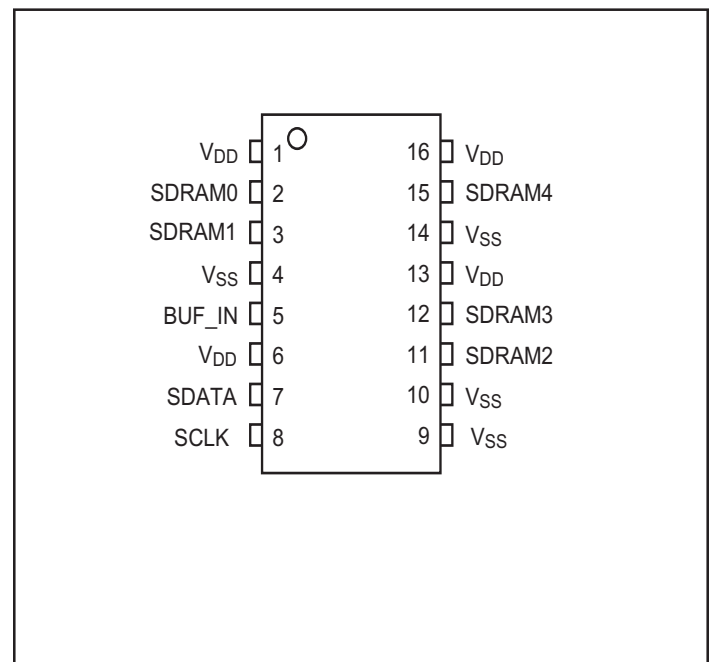 VDD 1 16 VDD
SDRAM0 2 15 SDRAM4
SDRAM1 3 14 VSS
VSS 4 13 VDD
BUF_IN 5 12 SDRAM3
VDD 6 11 SDRAM2
SDATA 7 10 VSS
SCLK 8 9 VSS